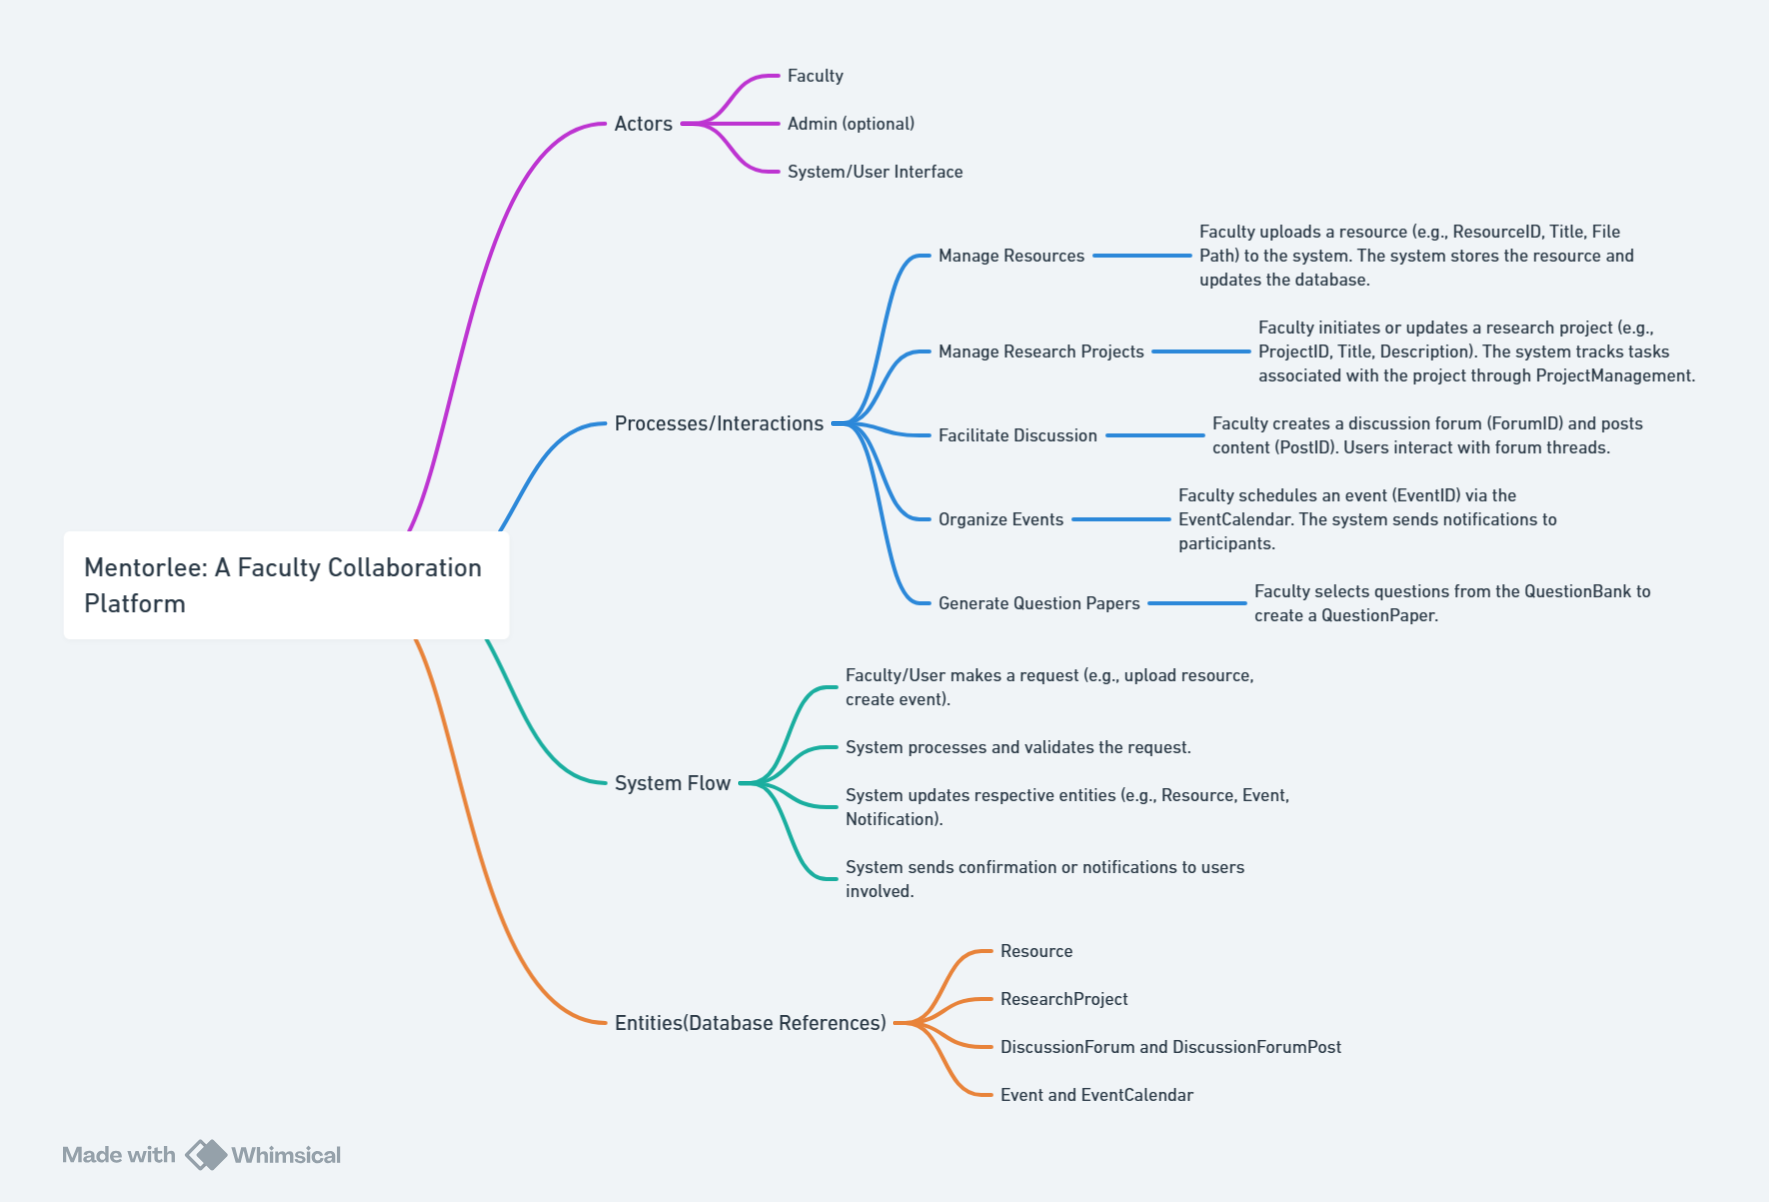 Mentorlee: A Faculty Collaboration
Platform
Actors
Faculty
Admin (optional)
System/User Interface
Processes/Interactions
Manage Resources
Faculty uploads a resource (e.g., ResourceID, Title, File
Path) to the system. The system stores the resource and
updates the database.
Manage Research Projects
Faculty initiates or updates a research project (e.g.,
ProjectID, Title, Description). The system tracks tasks
associated with the project through ProjectManagement.
Facilitate Discussion
Faculty creates a discussion forum (ForumID) and posts
content (PostID). Users interact with forum threads.
Organize Events
Faculty schedules an event (EventID) via the
EventCalendar. The system sends notifications to
participants.
Generate Question Papers
Faculty selects questions from the QuestionBank to
create a QuestionPaper.
System Flow
Faculty/User makes a request (e.g., upload resource,
create event).
System processes and validates the request.
System updates respective entities (e.g., Resource, Event,
Notification).
System sends confirmation or notifications to users
involved.
Entities(Database References)
Resource
ResearchProject
DiscussionForum and DiscussionForumPost
Event and EventCalendar
Made with Whimsical